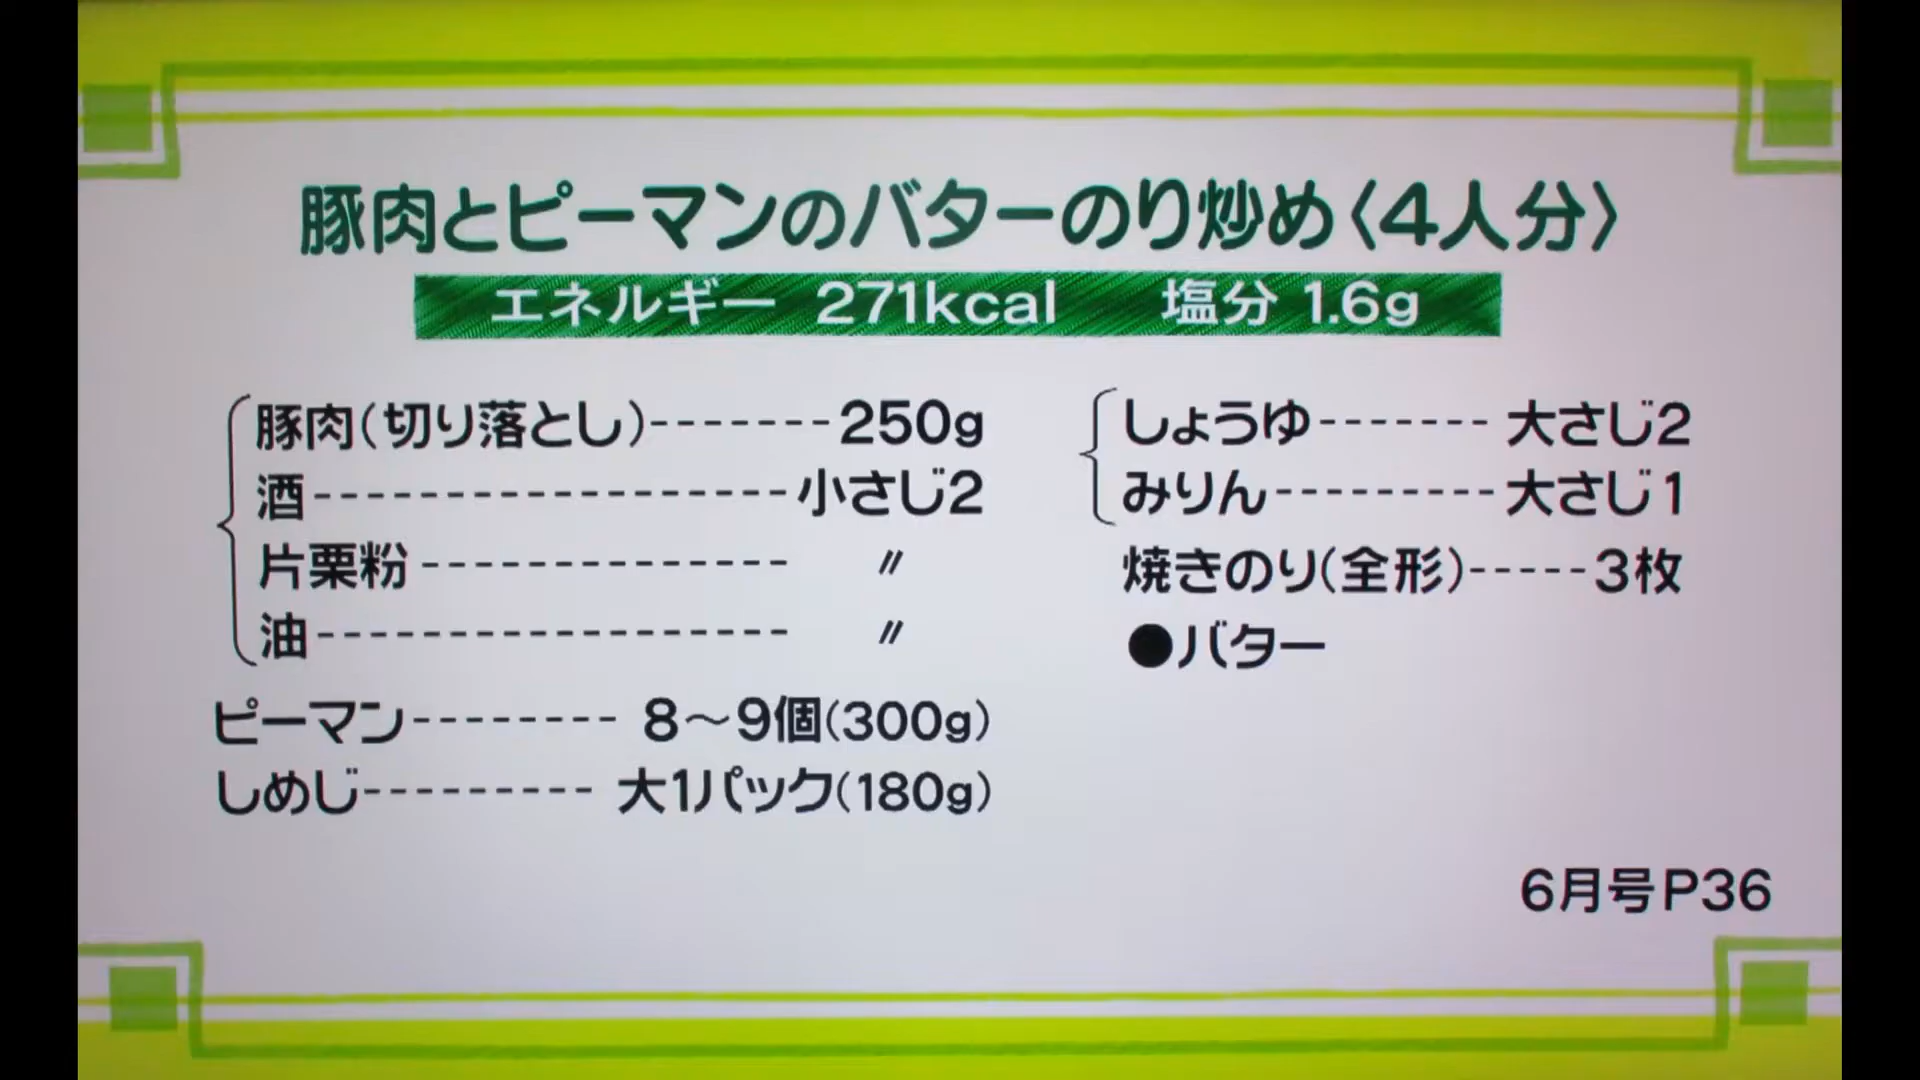 豚肉とピーマンのバターのり炒め〈4人分〉
エネルギー 271kcal 塩分 1.6g
豚肉(切り落とし)-------250g
酒------------------小さじ2
片栗粉-------------- 〃
油------------------ 〃
ピーマン-------- 8～9個(300g)
しめじ--------- 大1パック(180g)
しょうゆ------- 大さじ2
みりん--------- 大さじ1
焼きのり(全形)-----3枚
●バター
6月号P36